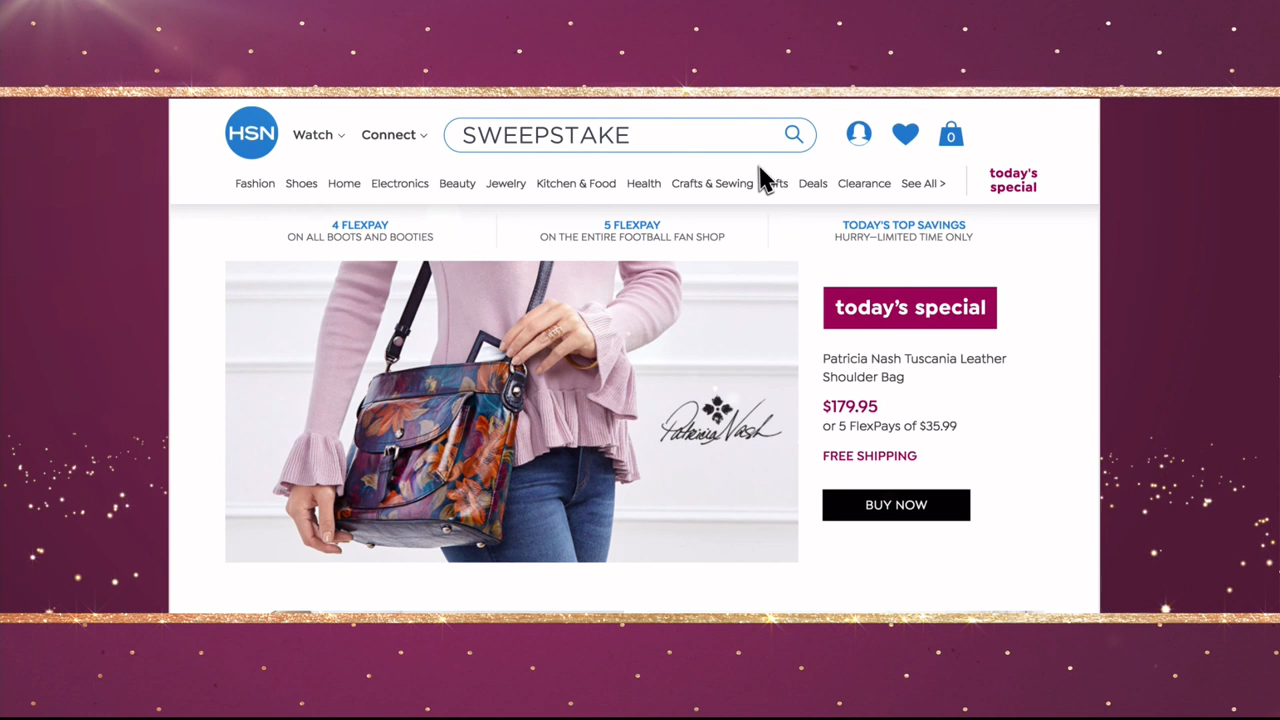 HSN
Watch
Connect
SWEEPSTAKE
0
Fashion Shoes Home Electronics Beauty Jewelry Kitchen & Food Health Crafts & Sewing Deals Clearance See All >
today's
special
4 FLEXPAY
ON ALL BOOTS AND BOOTIES
5 FLEXPAY
ON THE ENTIRE FOOTBALL FAN SHOP
TODAY'S TOP SAVINGS
HURRY—LIMITED TIME ONLY
Patricia Nash
today's special
Patricia Nash Tuscania Leather
Shoulder Bag
$179.95
or 5 FlexPays of $35.99
FREE SHIPPING
BUY NOW